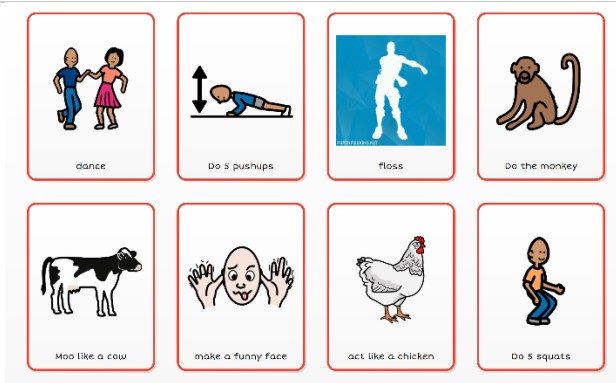 dance
Do 5 pushups
floss
Do the monkey
Moo like a cow
make a funny face
act like a chicken
Do 5 squats